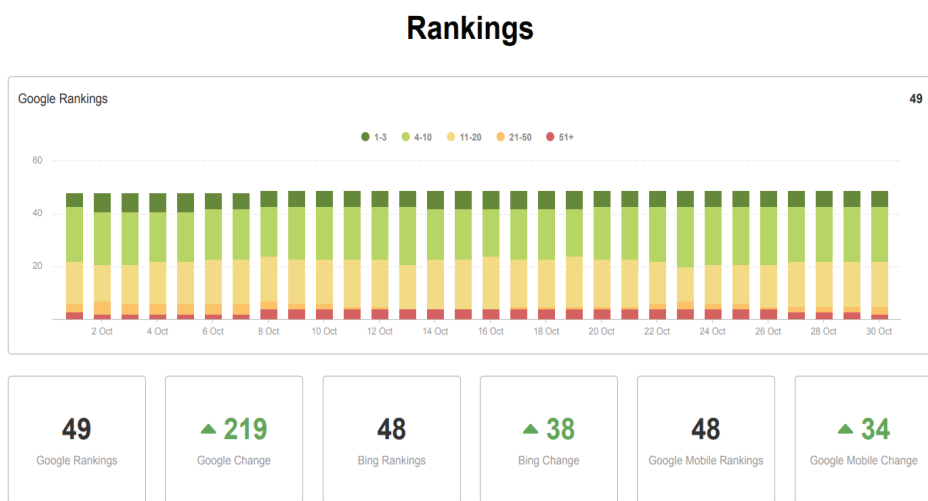 Rankings
Google Rankings 49
1-3 4-10 11-20 21-50 51+
60
40
20
2 Oct 4 Oct 6 Oct 8 Oct 10 Oct 12 Oct 14 Oct 16 Oct 18 Oct 20 Oct 22 Oct 24 Oct 26 Oct 28 Oct 30 Oct
49 219 48 38 48 34
Google Rankings Google Change Bing Rankings Bing Change Google Mobile Rankings Google Mobile Change